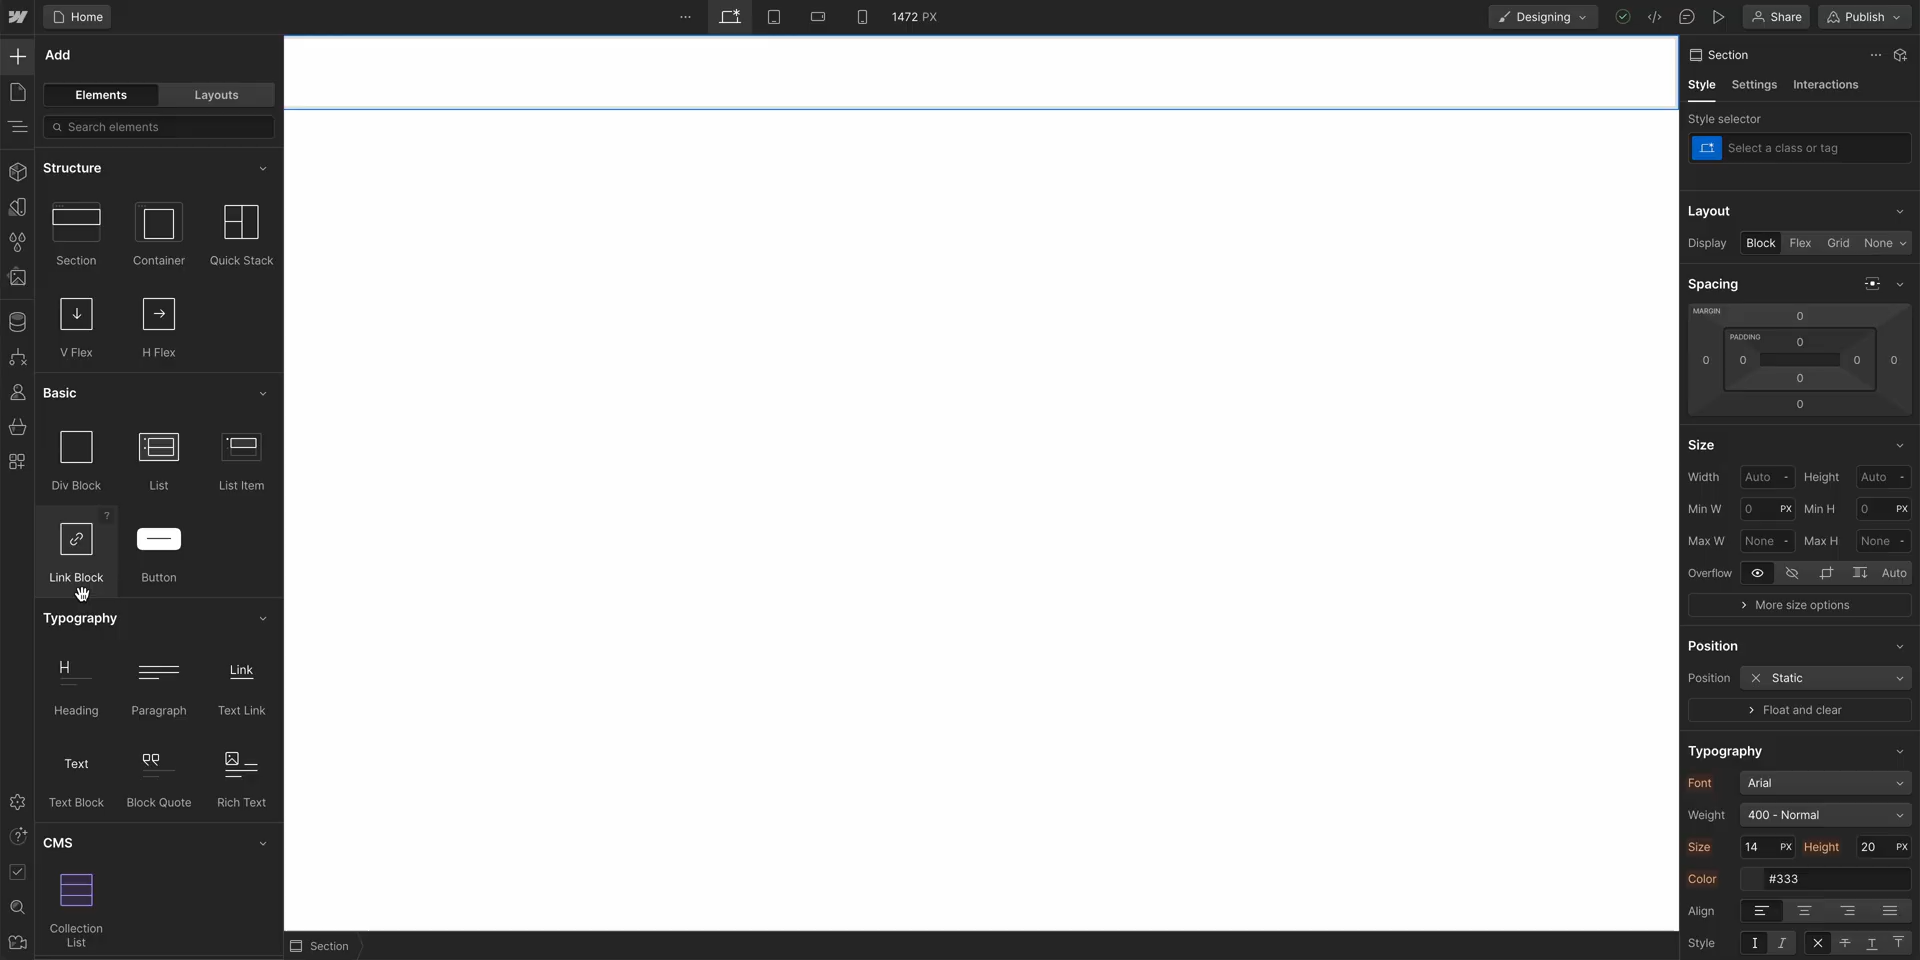 Home
1472 PX
Designing
Share
Publish
Add
Elements
Layouts
Search elements
Structure
Section
Container
Quick Stack
V Flex
H Flex
Basic
Div Block
List
List Item
?
Link Block
Button
Typography
H
Link
Heading
Paragraph
Text Link
Text
Text Block
Block Quote
Rich Text
CMS
Collection
List
Section
Section
Style
Settings
Interactions
Style selector
Select a class or tag
Layout
Display
Block
Flex
Grid
None
Spacing
MARGIN
0
PADDING
0
0
0
0
0
0
0
Size
Width
Auto
-
Height
Auto
-
Min W
0
PX
Min H
0
PX
Max W
None
-
Max H
None
-
Overflow
Auto
More size options
Position
Position
Static
Float and clear
Typography
Font
Arial
Weight
400 - Normal
Size
14
PX
Height
20
PX
Color
#333
Align
Style